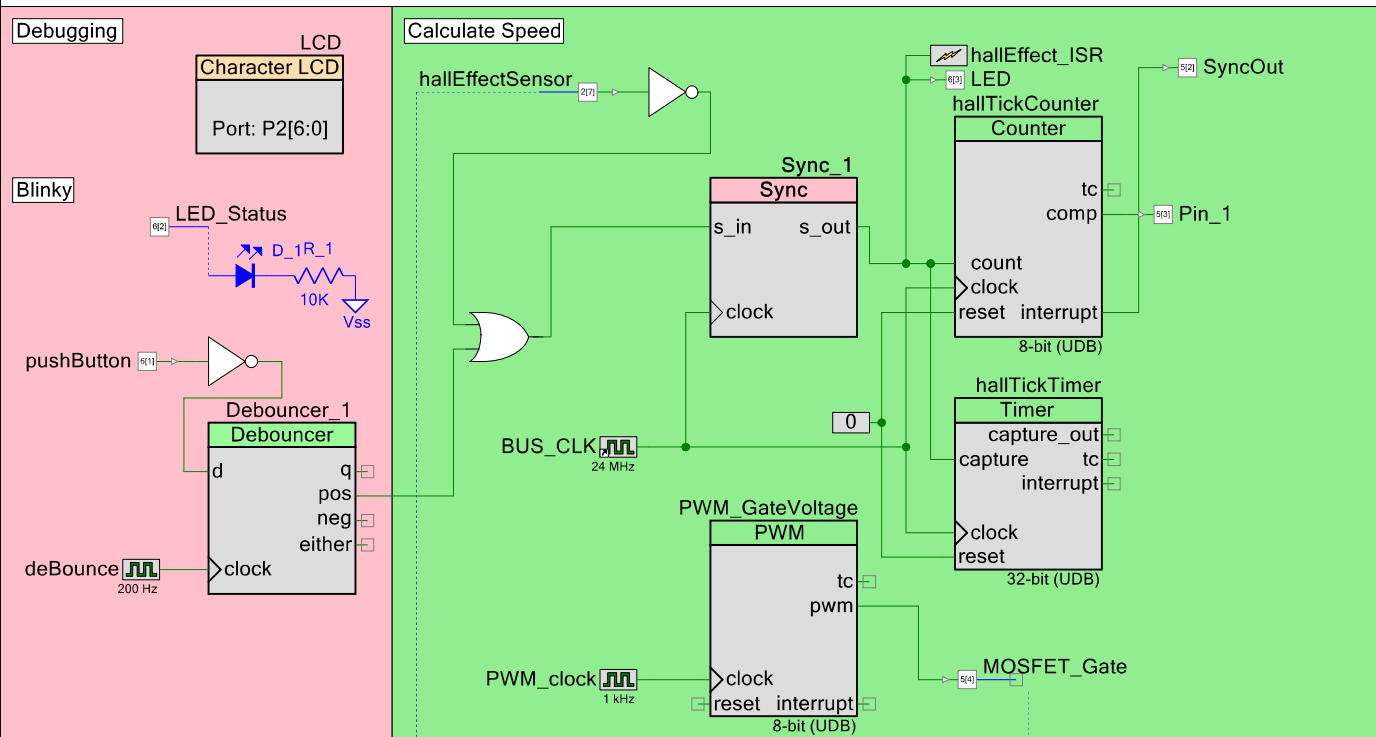 Debugging
LCD
Character LCD
Port: P2[6:0]
Blinky
LED_Status
6[2]
D_1
R_1
10K
Vss
pushButton
6[1]
Debouncer_1
Debouncer
d
q
pos
neg
either
clock
deBounce
200 Hz
Calculate Speed
hallEffectSensor
2[7]
Sync_1
Sync
s_in
s_out
clock
BUS_CLK
24 MHz
0
hallEffect_ISR
6[3]
LED
hallTickCounter
Counter
tc
comp
count
clock
reset
interrupt
8-bit (UDB)
5[2]
SyncOut
5[3]
Pin_1
hallTickTimer
Timer
capture_out
capture
tc
interrupt
clock
reset
32-bit (UDB)
PWM_GateVoltage
PWM
tc
pwm
clock
reset
interrupt
8-bit (UDB)
PWM_clock
1 kHz
5[4]
MOSFET_Gate